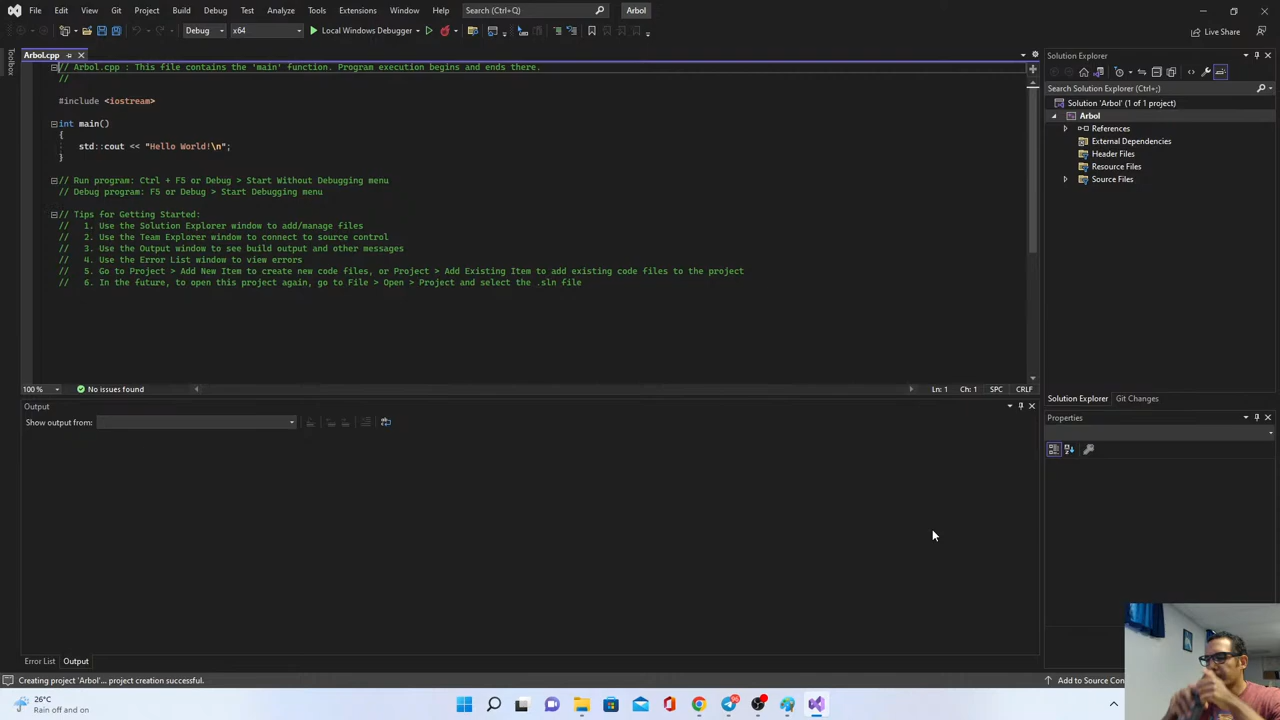 File Edit View Git Project Build Debug Test Analyze Tools Extensions Window Help Search (Ctrl+Q) Arbol
Debug x64 Local Windows Debugger Live Share
Toolbox
Arbol.cpp
// Arbol.cpp : This file contains the 'main' function. Program execution begins and ends there.
//
#include <iostream>
int main()
{
std::cout << "Hello World!\n";
}
// Run program: Ctrl + F5 or Debug > Start Without Debugging menu
// Debug program: F5 or Debug > Start Debugging menu
// Tips for Getting Started:
// 1. Use the Solution Explorer window to add/manage files
// 2. Use the Team Explorer window to connect to source control
// 3. Use the Output window to see build output and other messages
// 4. Use the Error List window to view errors
// 5. Go to Project > Add New Item to create new code files, or Project > Add Existing Item to add existing code files to the project
// 6. In the future, to open this project again, go to File > Open > Project and select the .sln file
100 % No issues found Ln: 1 Ch: 1 SPC CRLF
Output
Show output from:
Error List Output
Solution Explorer
Search Solution Explorer (Ctrl+;)
Solution 'Arbol' (1 of 1 project)
Arbol
References
External Dependencies
Header Files
Resource Files
Source Files
Solution Explorer Git Changes
Properties
Creating project 'Arbol'... project creation successful. Add to Source Con
26°C
Rain off and on